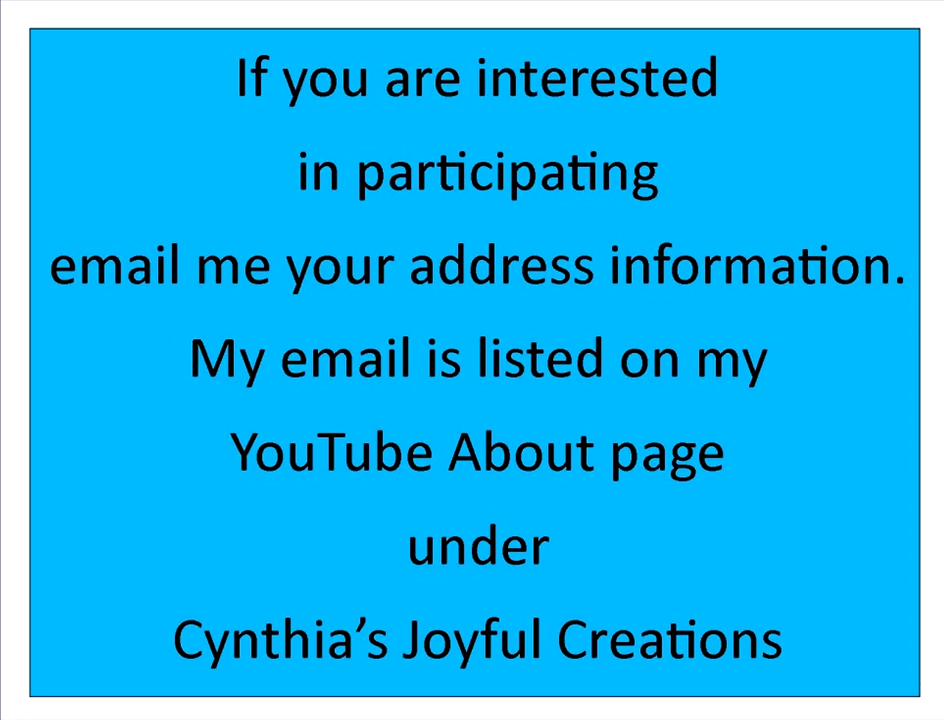 If you are interested
in participating
email me your address information.
My email is listed on my
YouTube About page
under
Cynthia’s Joyful Creations